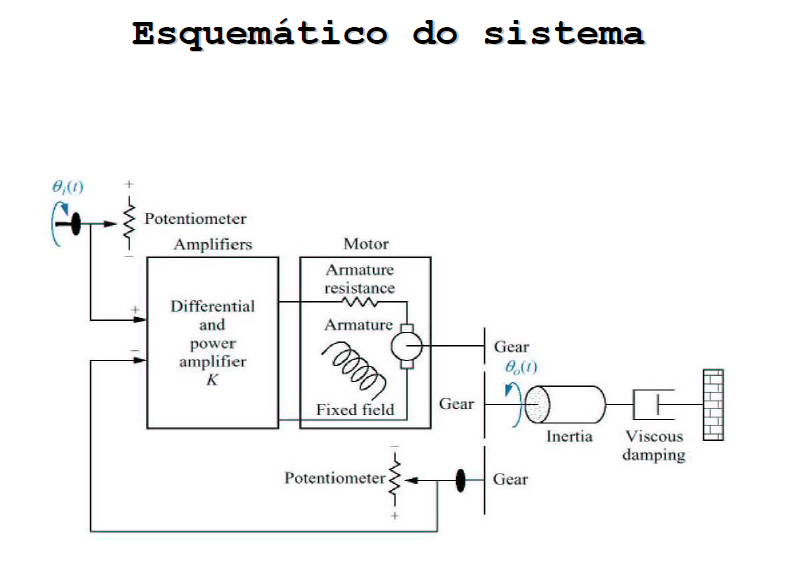 Esquemático do sistema
θi(t)
+
Potentiometer
−
Amplifiers
Motor
+
−
Differential
and
power
amplifier
K
Armature
resistance
Armature
Fixed field
Gear
θo(t)
Gear
Inertia
Viscous
damping
−
Potentiometer
+
Gear